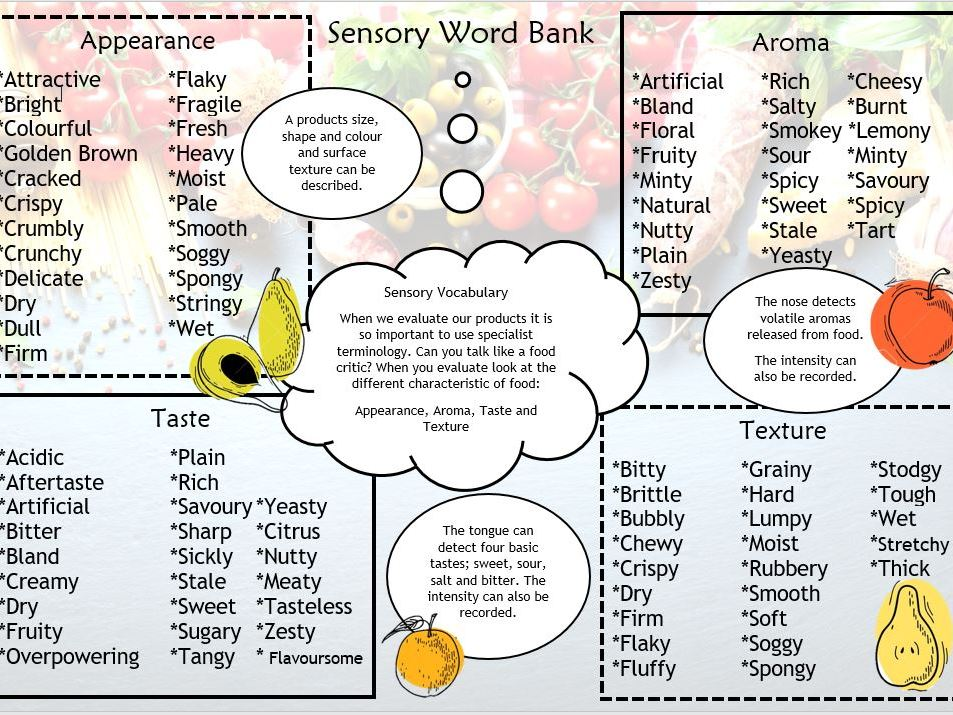 Sensory Word Bank
Appearance
*Attractive
*Bright
*Colourful
*Golden Brown
*Cracked
*Crispy
*Crumbly
*Crunchy
*Delicate
*Dry
*Dull
*Firm
*Flaky
*Fragile
*Fresh
*Heavy
*Moist
*Pale
*Smooth
*Soggy
*Spongy
*Stringy
*Wet
A products size,
shape and colour
and surface
texture can be
described.
Aroma
*Artificial
*Bland
*Floral
*Fruity
*Minty
*Natural
*Nutty
*Plain
*Zesty
*Rich
*Salty
*Smokey
*Sour
*Spicy
*Sweet
*Stale
*Yeasty
*Cheesy
*Burnt
*Lemony
*Minty
*Savoury
*Spicy
*Tart
The nose detects
volatile aromas
released from food.
The intensity can
also be recorded.
Sensory Vocabulary
When we evaluate our products it is
so important to use specialist
terminology. Can you talk like a food
critic? When you evaluate look at the
different characteristic of food:
Appearance, Aroma, Taste and
Texture
Taste
*Acidic
*Aftertaste
*Artificial
*Bitter
*Bland
*Creamy
*Dry
*Fruity
*Overpowering
*Plain
*Rich
*Savoury
*Sharp
*Sickly
*Stale
*Sweet
*Sugary
*Tangy
*Yeasty
*Citrus
*Nutty
*Meaty
*Tasteless
*Zesty
* Flavoursome
The tongue can
detect four basic
tastes; sweet, sour,
salt and bitter. The
intensity can also be
recorded.
Texture
*Bitty
*Brittle
*Bubbly
*Chewy
*Crispy
*Dry
*Firm
*Flaky
*Fluffy
*Grainy
*Hard
*Lumpy
*Moist
*Rubbery
*Smooth
*Soft
*Soggy
*Spongy
*Stodgy
*Tough
*Wet
*Stretchy
*Thick